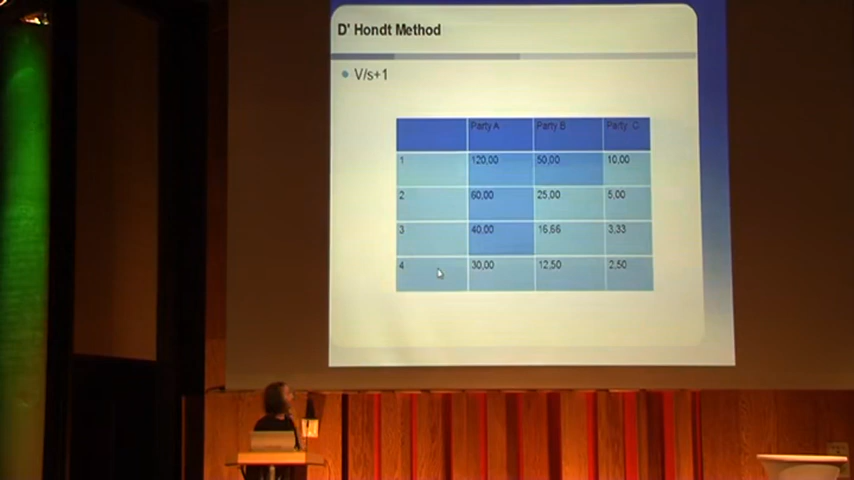 D' Hondt Method
V/s+1
Party A Party B Party C
1 120,00 50,00 10,00
2 60,00 25,00 5,00
3 40,00 16,66 3,33
4 30,00 12,50 2,50